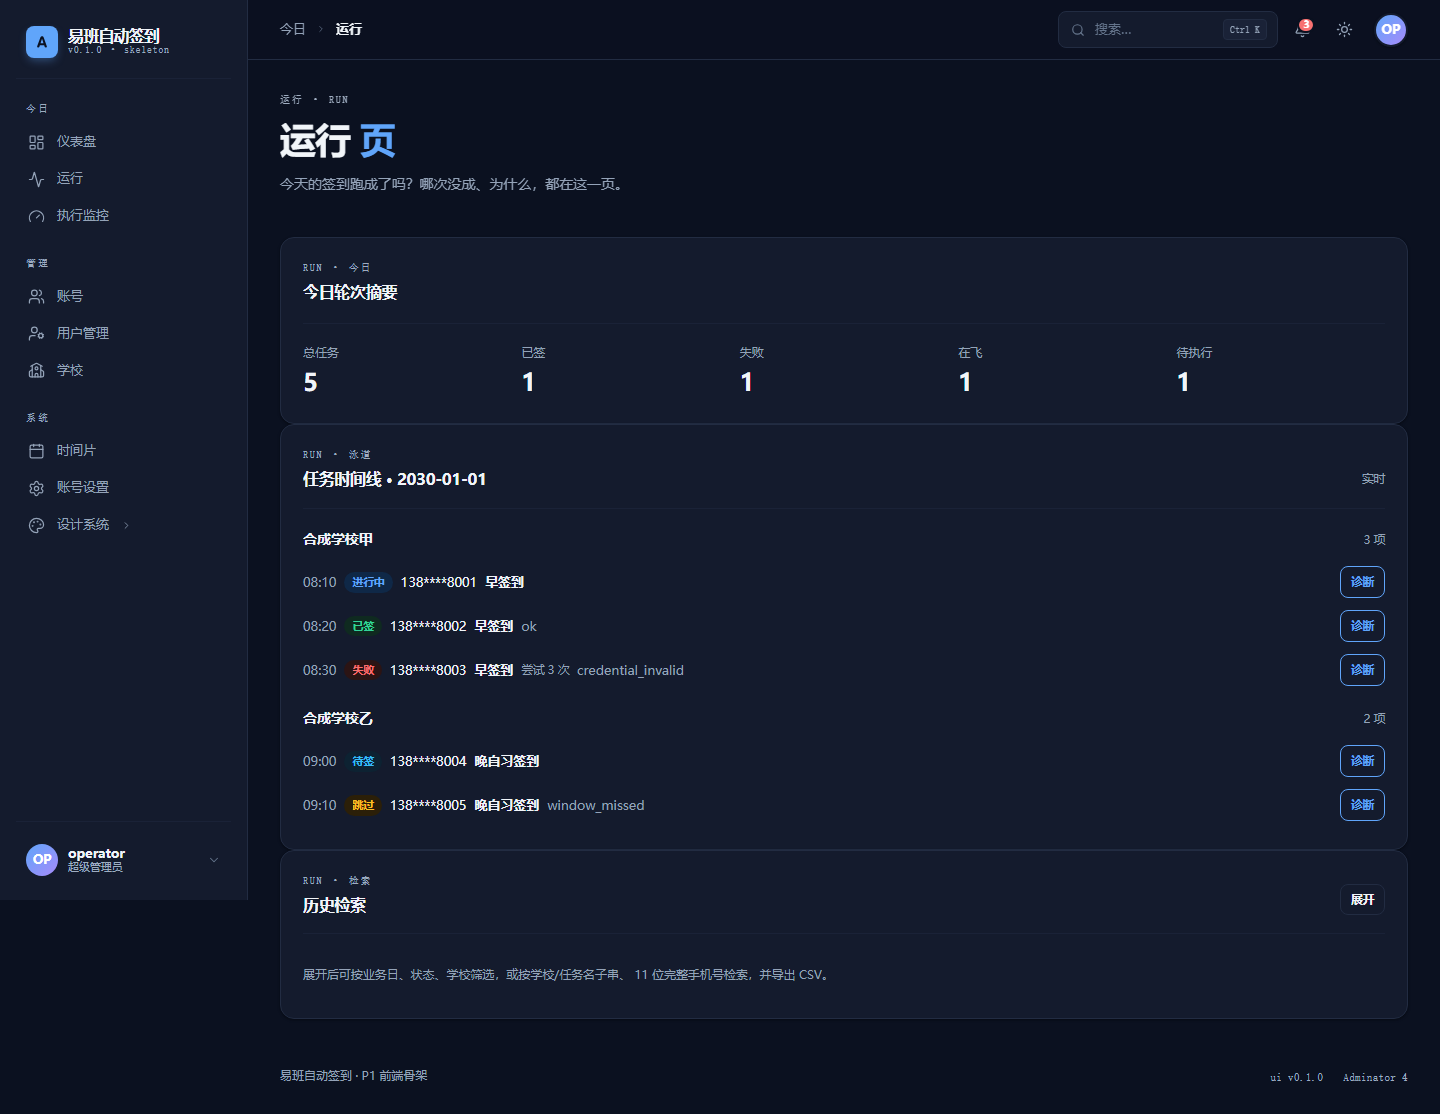 A
易班自动签到
v0.1.0 • skeleton
今日
仪表盘
运行
执行监控
管理
账号
用户管理
学校
系统
时间片
账号设置
设计系统
OP
operator
超级管理员
今日 › 运行
搜索... Ctrl K
3
OP
运行 • RUN
运行 页
今天的签到跑成了吗？哪次没成、为什么，都在这一页。
RUN • 今日
今日轮次摘要
总任务 已签 失败 在飞 待执行
5 1 1 1 1
RUN • 泳道
任务时间线 • 2030-01-01
实时
合成学校甲 3 项
08:10 进行中 138****8001 早签到 诊断
08:20 已签 138****8002 早签到 ok 诊断
08:30 失败 138****8003 早签到 尝试 3 次 credential_invalid 诊断
合成学校乙 2 项
09:00 待签 138****8004 晚自习签到 诊断
09:10 跳过 138****8005 晚自习签到 window_missed 诊断
RUN • 检索
历史检索
展开
展开后可按业务日、状态、学校筛选，或按学校/任务名子串、 11 位完整手机号检索，并导出 CSV。
易班自动签到 · P1 前端骨架
ui v0.1.0 Adminator 4